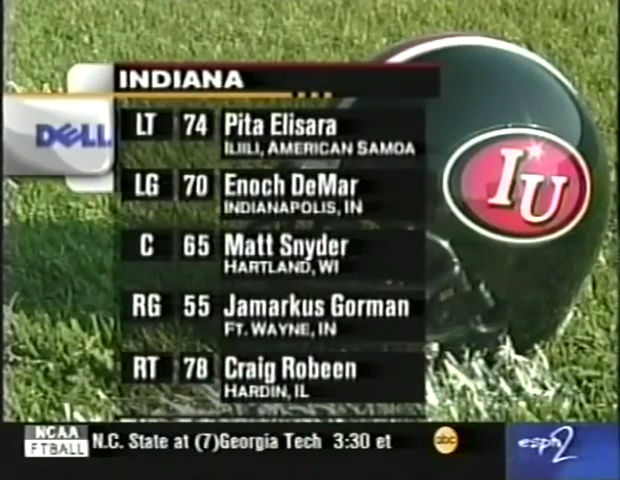 INDIANA
DELL
LT 74 Pita Elisara
ILIILI, AMERICAN SAMOA
LG 70 Enoch DeMar
INDIANAPOLIS, IN
C 65 Matt Snyder
HARTLAND, WI
RG 55 Jamarkus Gorman
FT. WAYNE, IN
RT 78 Craig Robeen
HARDIN, IL
IU
NCAA
FTBALL
N.C. State at (7)Georgia Tech 3:30 et
abc
espn2